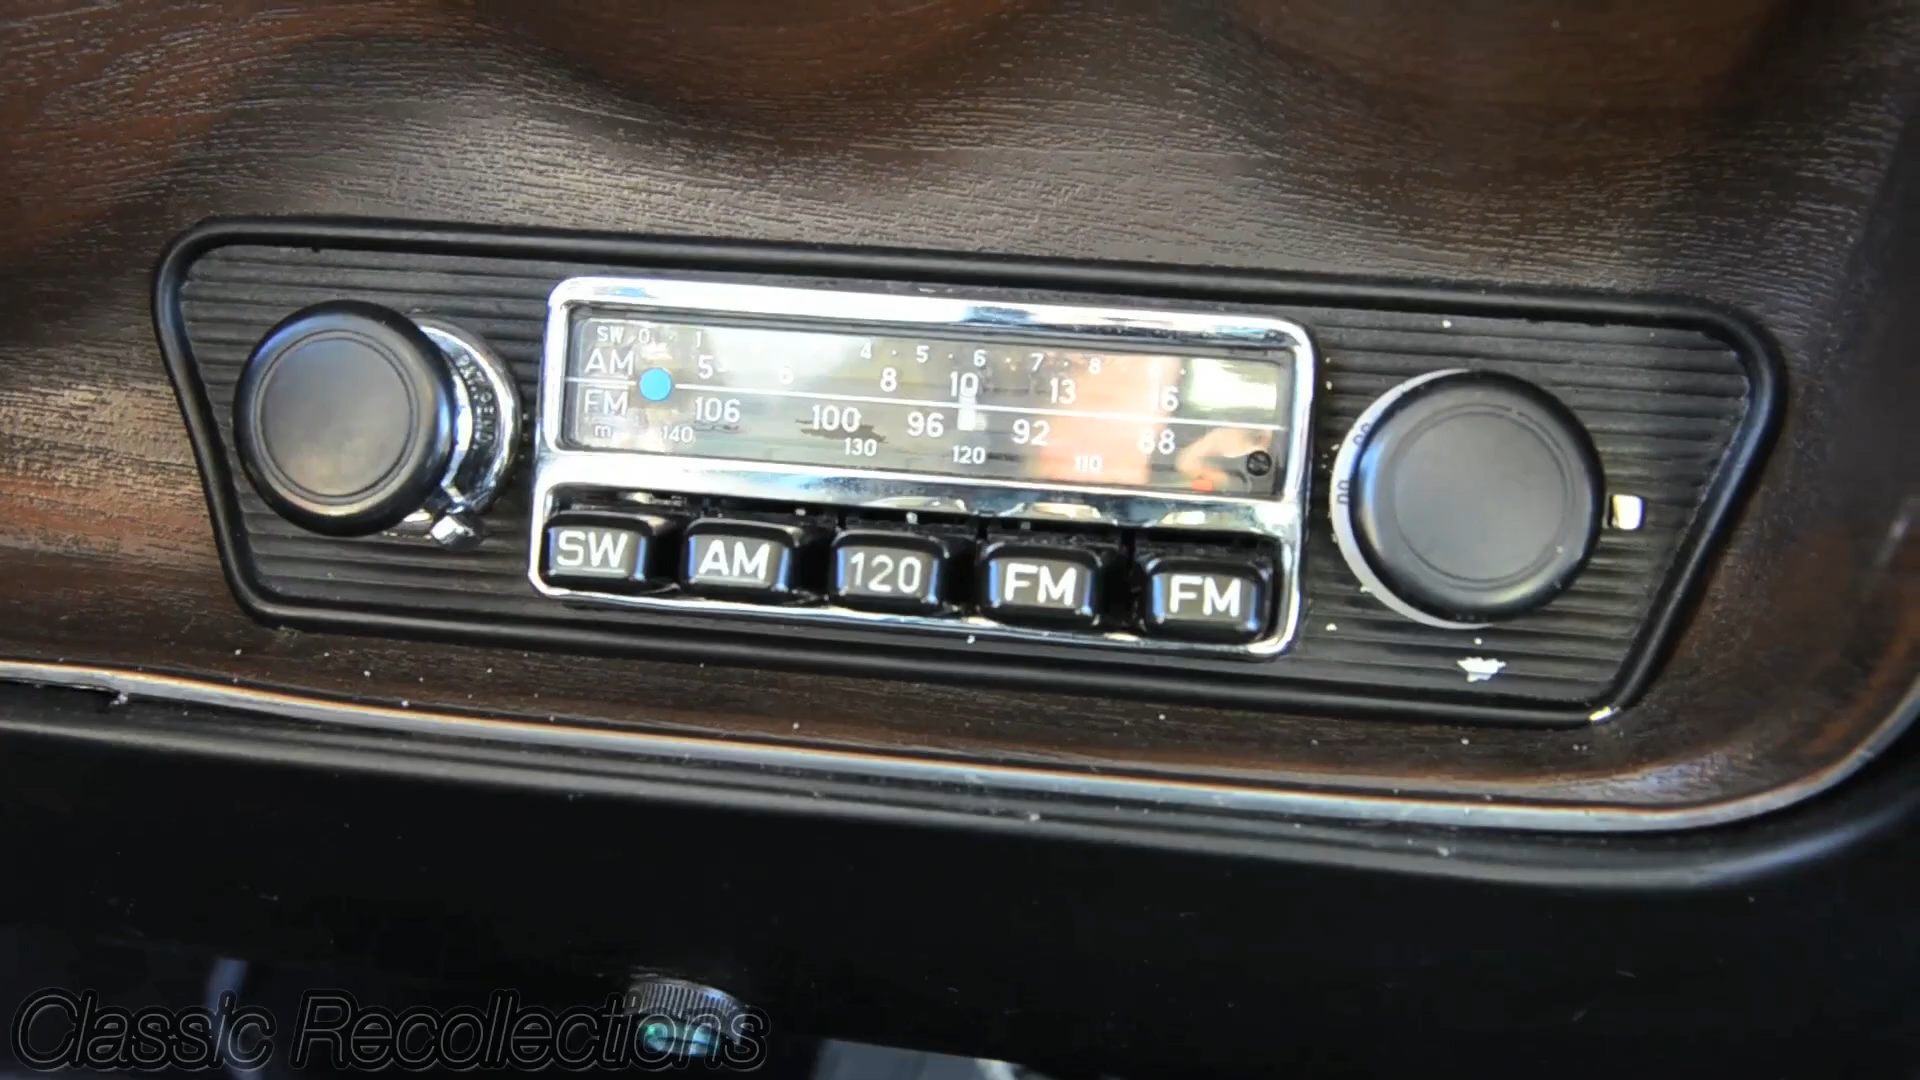 SW 0 1 4 5 6 7 8
AM 5 6 8 10 13 16
FM 106 100 96 92 88
m 140 130 120 110
SW AM 120 FM FM
Classic Recollections